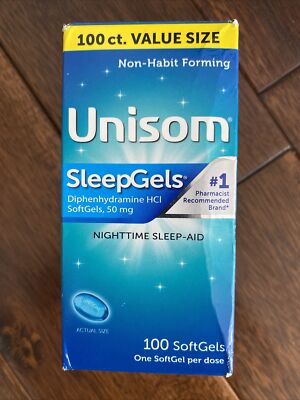 100 ct. VALUE SIZE
Non-Habit Forming
Unisom®
SleepGels®
Diphenhydramine HCl
SoftGels, 50 mg
#1
Pharmacist
Recommended
Brand*
NIGHTTIME SLEEP-AID
ACTUAL SIZE
100 SoftGels
One SoftGel per dose